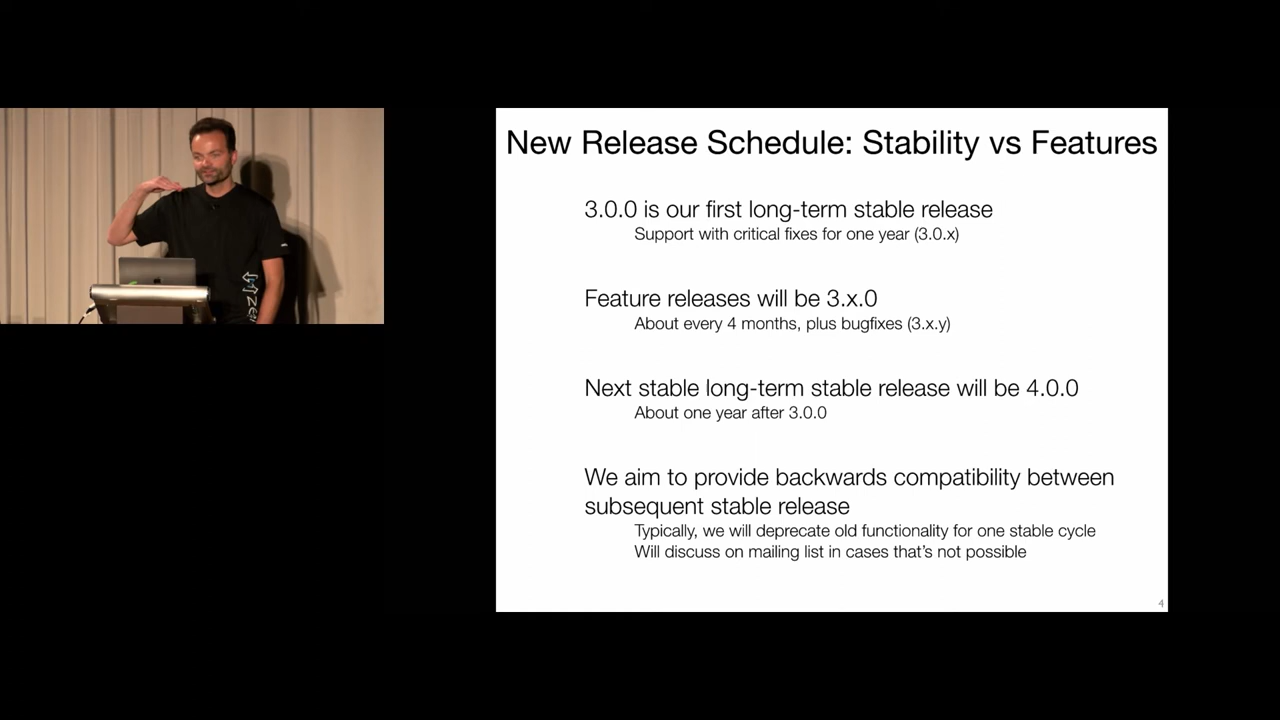 New Release Schedule: Stability vs Features
3.0.0 is our first long-term stable release
Support with critical fixes for one year (3.0.x)
Feature releases will be 3.x.0
About every 4 months, plus bugfixes (3.x.y)
Next stable long-term stable release will be 4.0.0
About one year after 3.0.0
We aim to provide backwards compatibility between
subsequent stable release
Typically, we will deprecate old functionality for one stable cycle
Will discuss on mailing list in cases that's not possible
4